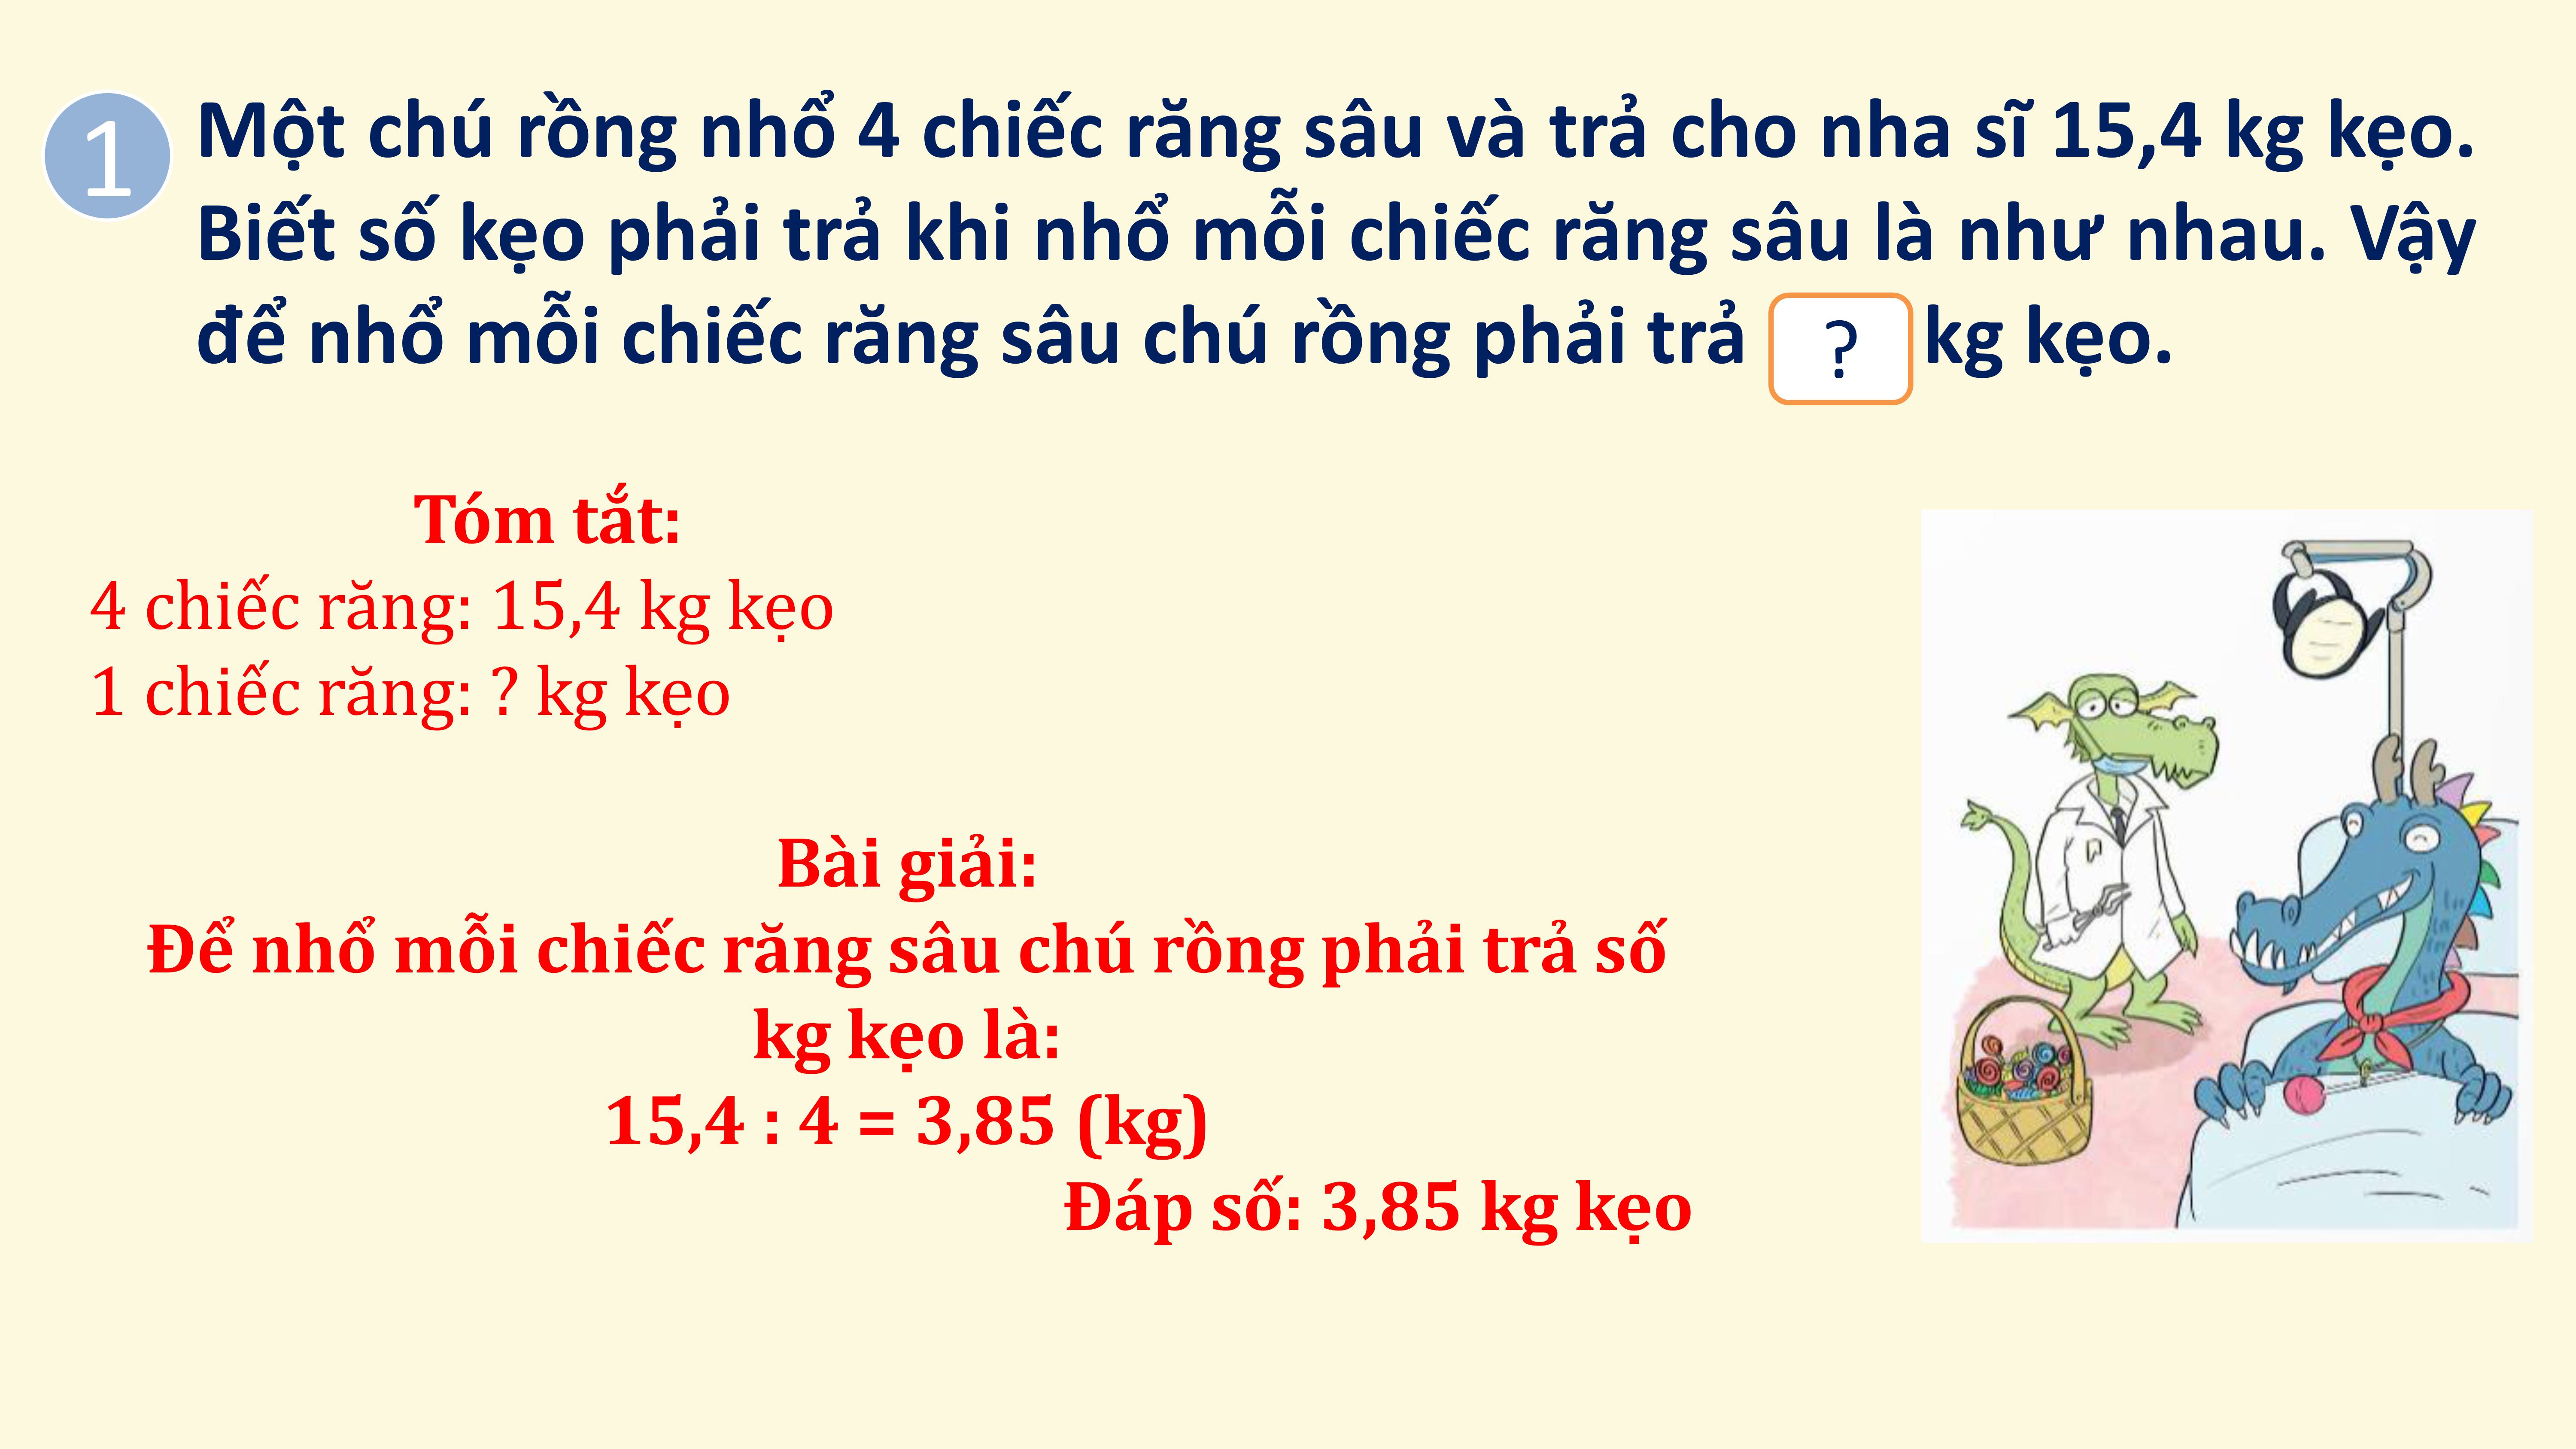 1
Một chú rồng nhổ 4 chiếc răng sâu và trả cho nha sĩ 15,4 kg kẹo.
Biết số kẹo phải trả khi nhổ mỗi chiếc răng sâu là như nhau. Vậy
để nhổ mỗi chiếc răng sâu chú rồng phải trả ? kg kẹo.
Tóm tắt:
4 chiếc răng: 15,4 kg kẹo
1 chiếc răng: ? kg kẹo
Bài giải:
Để nhổ mỗi chiếc răng sâu chú rồng phải trả số
kg kẹo là:
15,4 : 4 = 3,85 (kg)
Đáp số: 3,85 kg kẹo